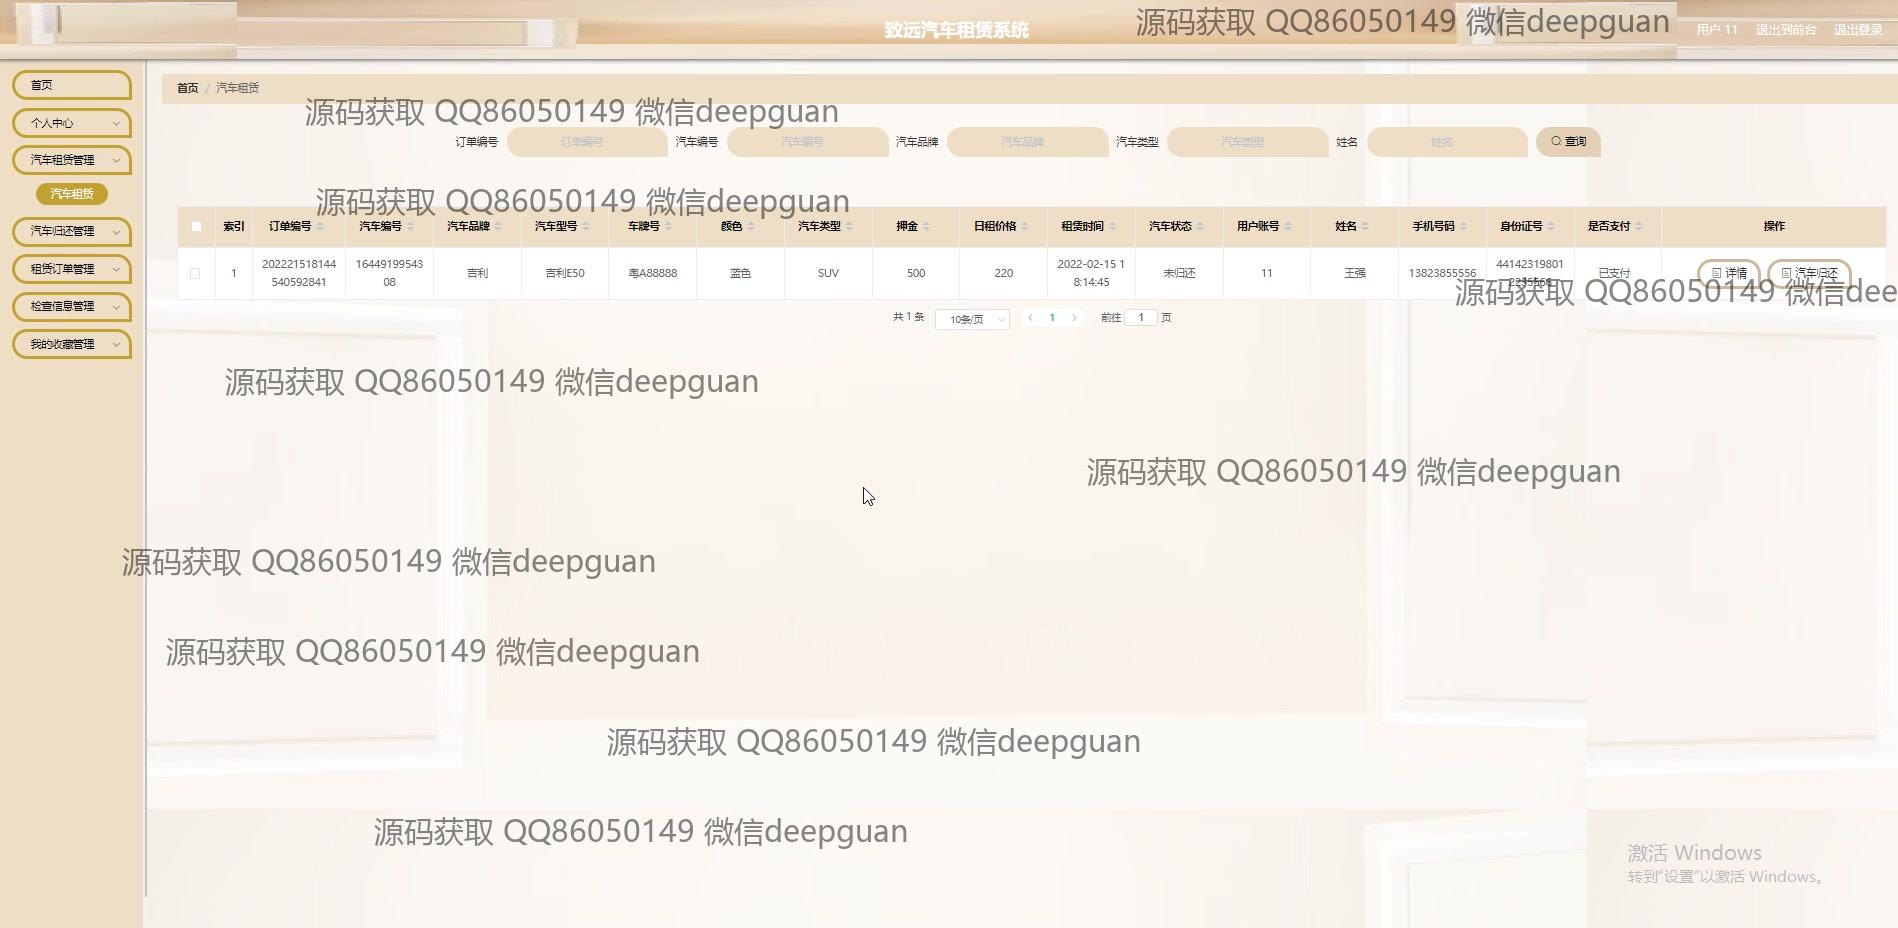 致远汽车租赁系统
源码获取 QQ86050149 微信deepguan
用户 11 退出到前台 退出登录
首页
个人中心
汽车租赁管理
汽车租赁
汽车归还管理
租赁订单管理
检查信息管理
我的收藏管理
首页 / 汽车租赁
源码获取 QQ86050149 微信deepguan
订单编号 订单编号 汽车编号 汽车编号 汽车品牌 汽车品牌 汽车类型 汽车类型 姓名 姓名 查询
源码获取 QQ86050149 微信deepguan
索引 订单编号 汽车编号 汽车品牌 汽车型号 车牌号 颜色 汽车类型 押金 日租价格 租赁时间 汽车状态 用户账号 姓名 手机号码 身份证号 是否支付 操作
1 202221518144540592841 1644919954308 吉利 吉利E50 粤A88888 蓝色 SUV 500 220 2022-02-15 18:14:45 未归还 11 王强 13823855556 441423198012235566 已支付 详情 汽车归还
源码获取 QQ86050149 微信dee
共 1 条 10条/页 1 前往 1 页
源码获取 QQ86050149 微信deepguan
源码获取 QQ86050149 微信deepguan
源码获取 QQ86050149 微信deepguan
源码获取 QQ86050149 微信deepguan
源码获取 QQ86050149 微信deepguan
源码获取 QQ86050149 微信deepguan
激活 Windows
转到"设置"以激活 Windows。